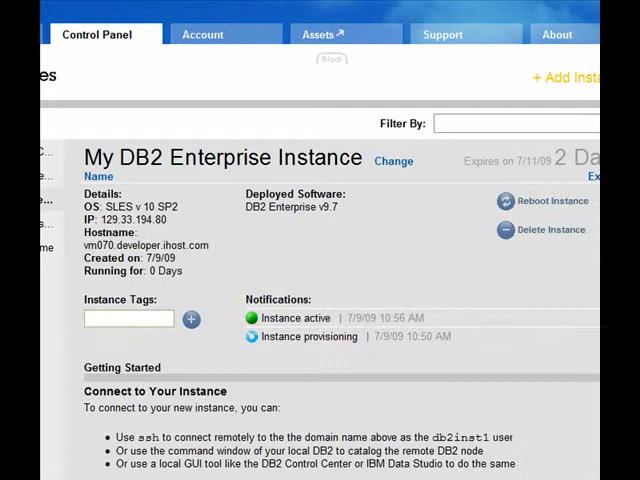 Control Panel Account Assets Support About
Block
es
+ Add Insta
Filter By:
My DB2 Enterprise Instance Change Expires on 7/11/09 2 Da
Name Ex
Details: Deployed Software:
OS: SLES v 10 SP2 DB2 Enterprise v9.7 Reboot Instance
IP: 129.33.194.80
Hostname: Delete Instance
vm070.developer.ihost.com
Created on: 7/9/09
Running for: 0 Days
Instance Tags: Notifications:
Instance active | 7/9/09 10:56 AM
Instance provisioning | 7/9/09 10:50 AM
Getting Started
Connect to Your Instance
To connect to your new instance, you can:
Use ssh to connect remotely to the the domain name above as the db2inst1 user
Or use the command window of your local DB2 to catalog the remote DB2 node
Or use a local GUI tool like the DB2 Control Center or IBM Data Studio to do the same
C...
e...
e...
s...
me